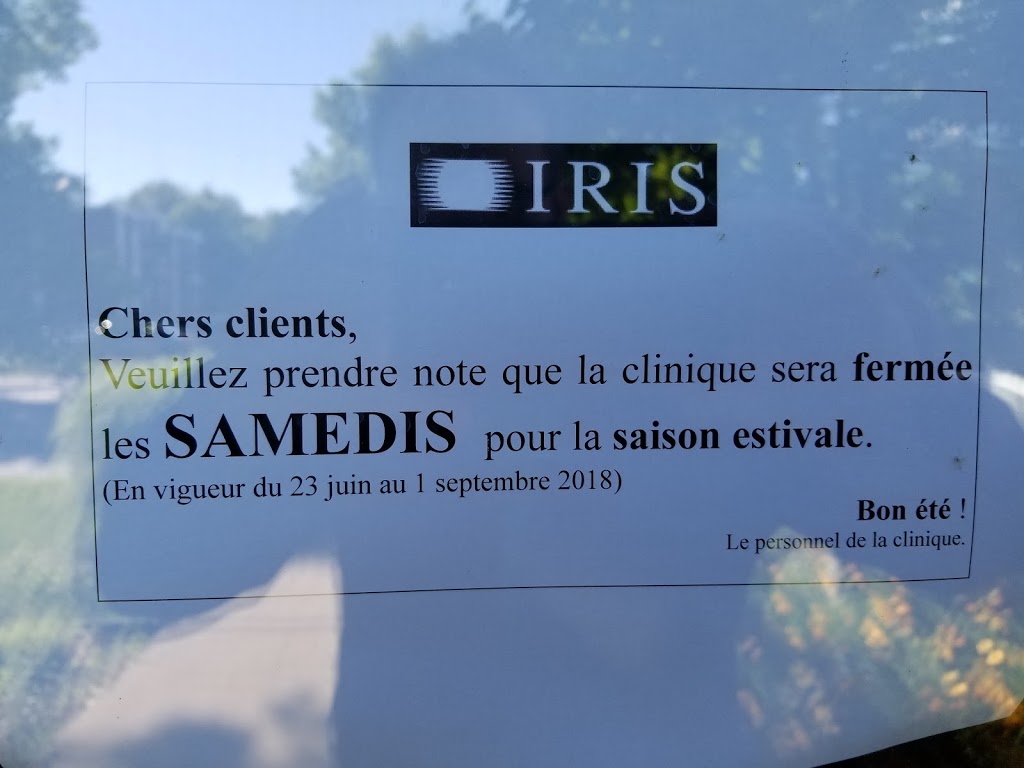 IRIS
Chers clients,
Veuillez prendre note que la clinique sera fermée
les SAMEDIS pour la saison estivale.
(En vigueur du 23 juin au 1 septembre 2018)
Bon été !
Le personnel de la clinique.